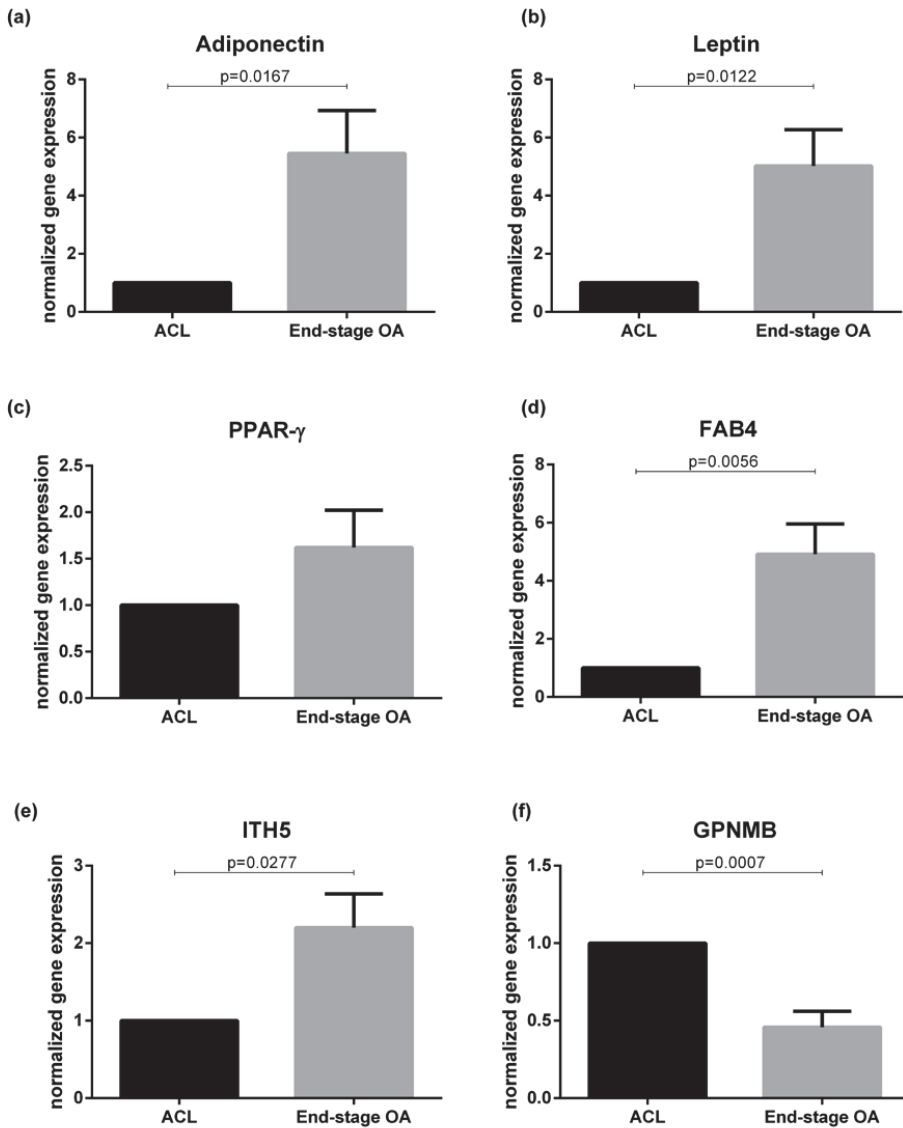 (a)
Adiponectin
p=0.0167
8
6
4
2
0
normalized gene expression
ACL End-stage OA
(b)
Leptin
p=0.0122
8
6
4
2
0
normalized gene expression
ACL End-stage OA
(c)
PPAR-γ
2.5
2.0
1.5
1.0
0.5
0.0
normalized gene expression
ACL End-stage OA
(d)
FAB4
p=0.0056
8
6
4
2
0
normalized gene expression
ACL End-stage OA
(e)
ITH5
p=0.0277
3
2
1
0
normalized gene expression
ACL End-stage OA
(f)
GPNMB
p=0.0007
1.5
1.0
0.5
0.0
normalized gene expression
ACL End-stage OA